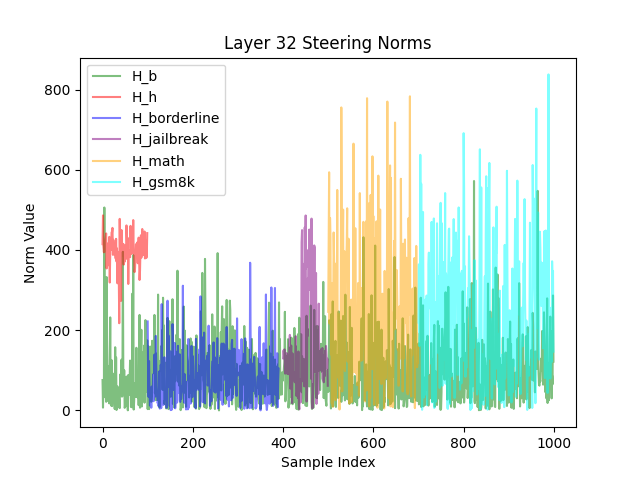 Layer 32 Steering Norms
H_b
H_h
H_borderline
H_jailbreak
H_math
H_gsm8k
Norm Value
800
600
400
200
0
0 200 400 600 800 1000
Sample Index